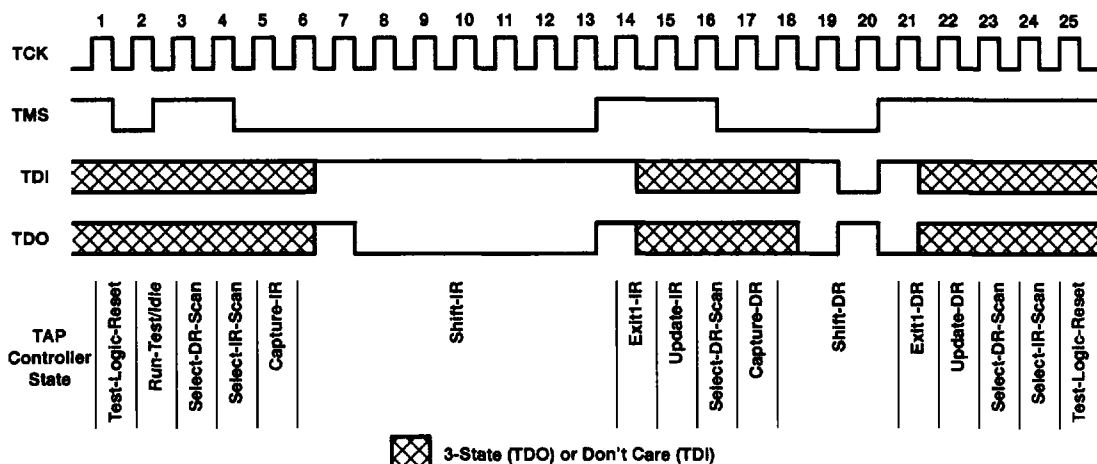 1 2 3 4 5 6 7 8 9 10 11 12 13 14 15 16 17 18 19 20 21 22 23 24 25
TCK
TMS
TDI
TDO
TAP
Controller
State
Test-Logic-Reset
Run-Test/Idle
Select-DR-Scan
Select-IR-Scan
Capture-IR
Shift-IR
Exit1-IR
Update-IR
Select-DR-Scan
Capture-DR
Shift-DR
Exit1-DR
Update-DR
Select-DR-Scan
Select-IR-Scan
Test-Logic-Reset
3-State (TDO) or Don't Care (TDI)